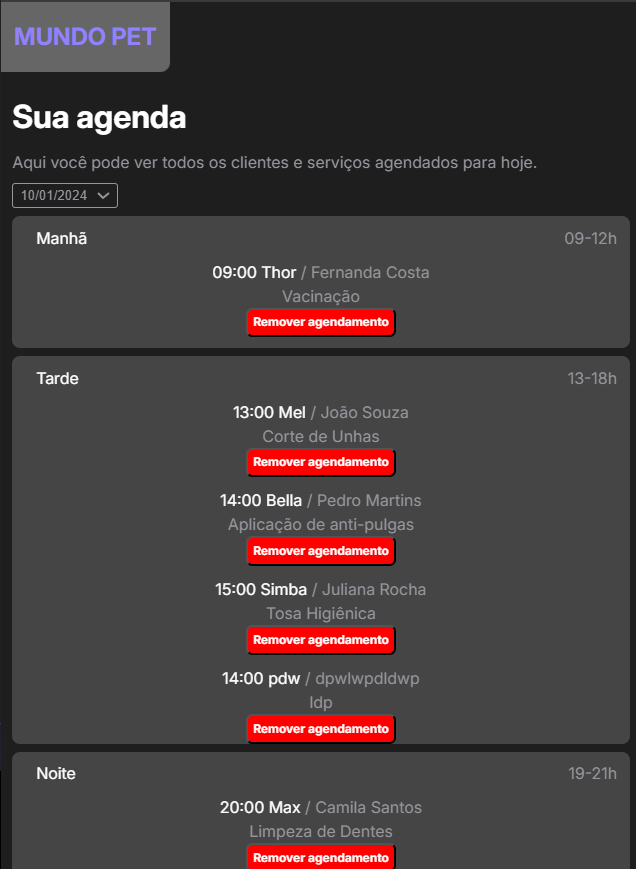 MUNDO PET
Sua agenda
Aqui você pode ver todos os clientes e serviços agendados para hoje.
10/01/2024
Manhã 09-12h
09:00 Thor / Fernanda Costa
Vacinação
Remover agendamento
Tarde 13-18h
13:00 Mel / João Souza
Corte de Unhas
Remover agendamento
14:00 Bella / Pedro Martins
Aplicação de anti-pulgas
Remover agendamento
15:00 Simba / Juliana Rocha
Tosa Higiênica
Remover agendamento
14:00 pdw / dpwlwpdldwp
ldp
Remover agendamento
Noite 19-21h
20:00 Max / Camila Santos
Limpeza de Dentes
Remover agendamento